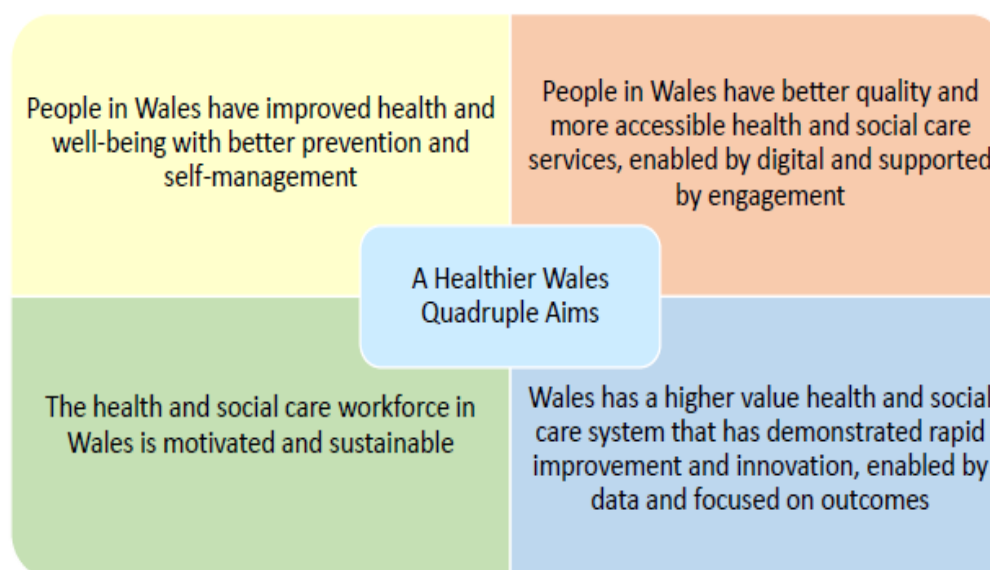 People in Wales have improved health and
well-being with better prevention and
self-management
People in Wales have better quality and
more accessible health and social care
services, enabled by digital and supported
by engagement
A Healthier Wales
Quadruple Aims
The health and social care workforce in
Wales is motivated and sustainable
Wales has a higher value health and social
care system that has demonstrated rapid
improvement and innovation, enabled by
data and focused on outcomes